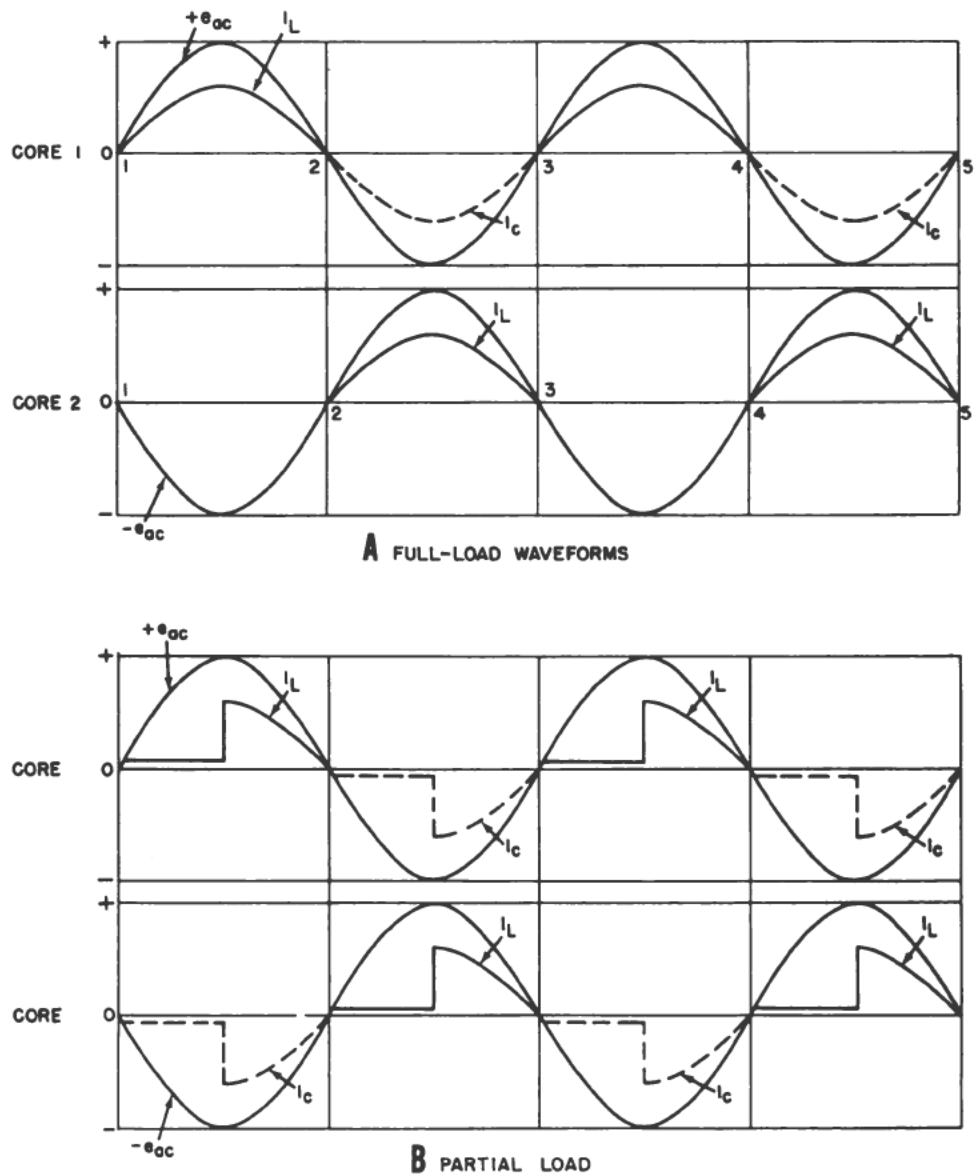 +eac IL
+
CORE 1 0 1 2 3 4 5
Ic Ic
-
+
IL IL
CORE 2 0 1 2 3 4 5
-
-eac
A FULL-LOAD WAVEFORMS
+eac
+
IL IL
CORE 0
Ic Ic
-
+
IL IL
CORE 0
Ic Ic
-
-eac
B PARTIAL LOAD